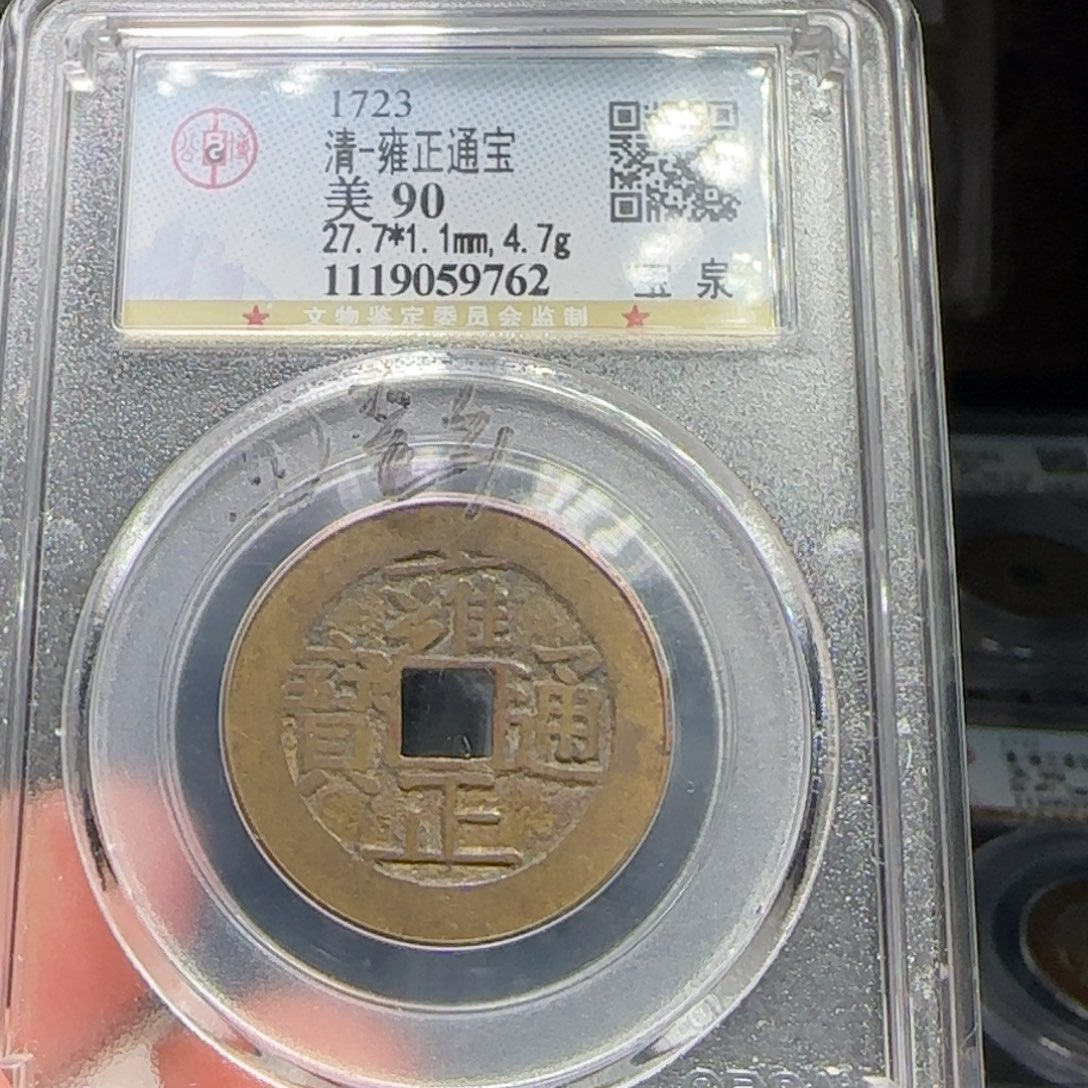 1723
清-雍正通宝
美 90
27.7*1.1mm, 4.7g
1119059762
宝 泉
文物鉴定委员会监制
雍
寶 通
正